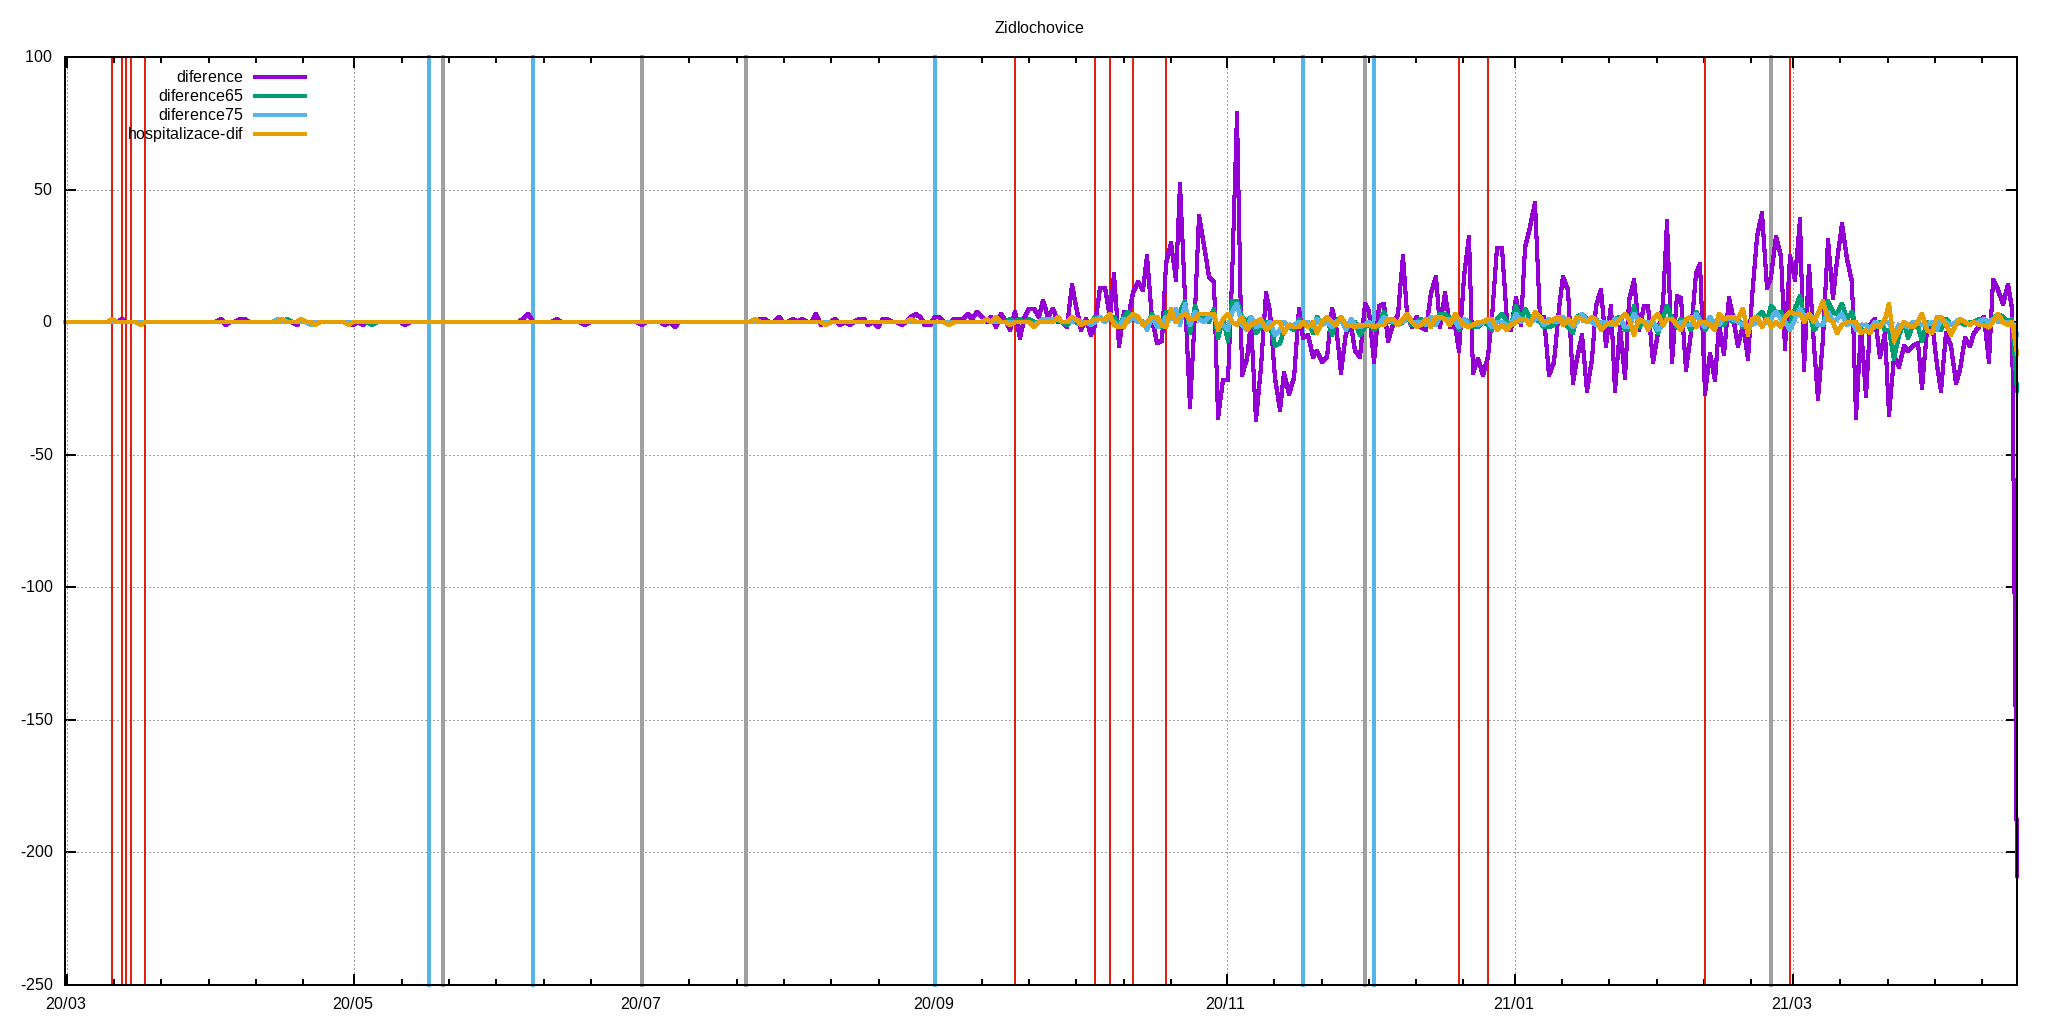 Zidlochovice
100
50
0
-50
-100
-150
-200
-250
diference
diference65
diference75
hospitalizace-dif
20/03 20/05 20/07 20/09 20/11 21/01 21/03